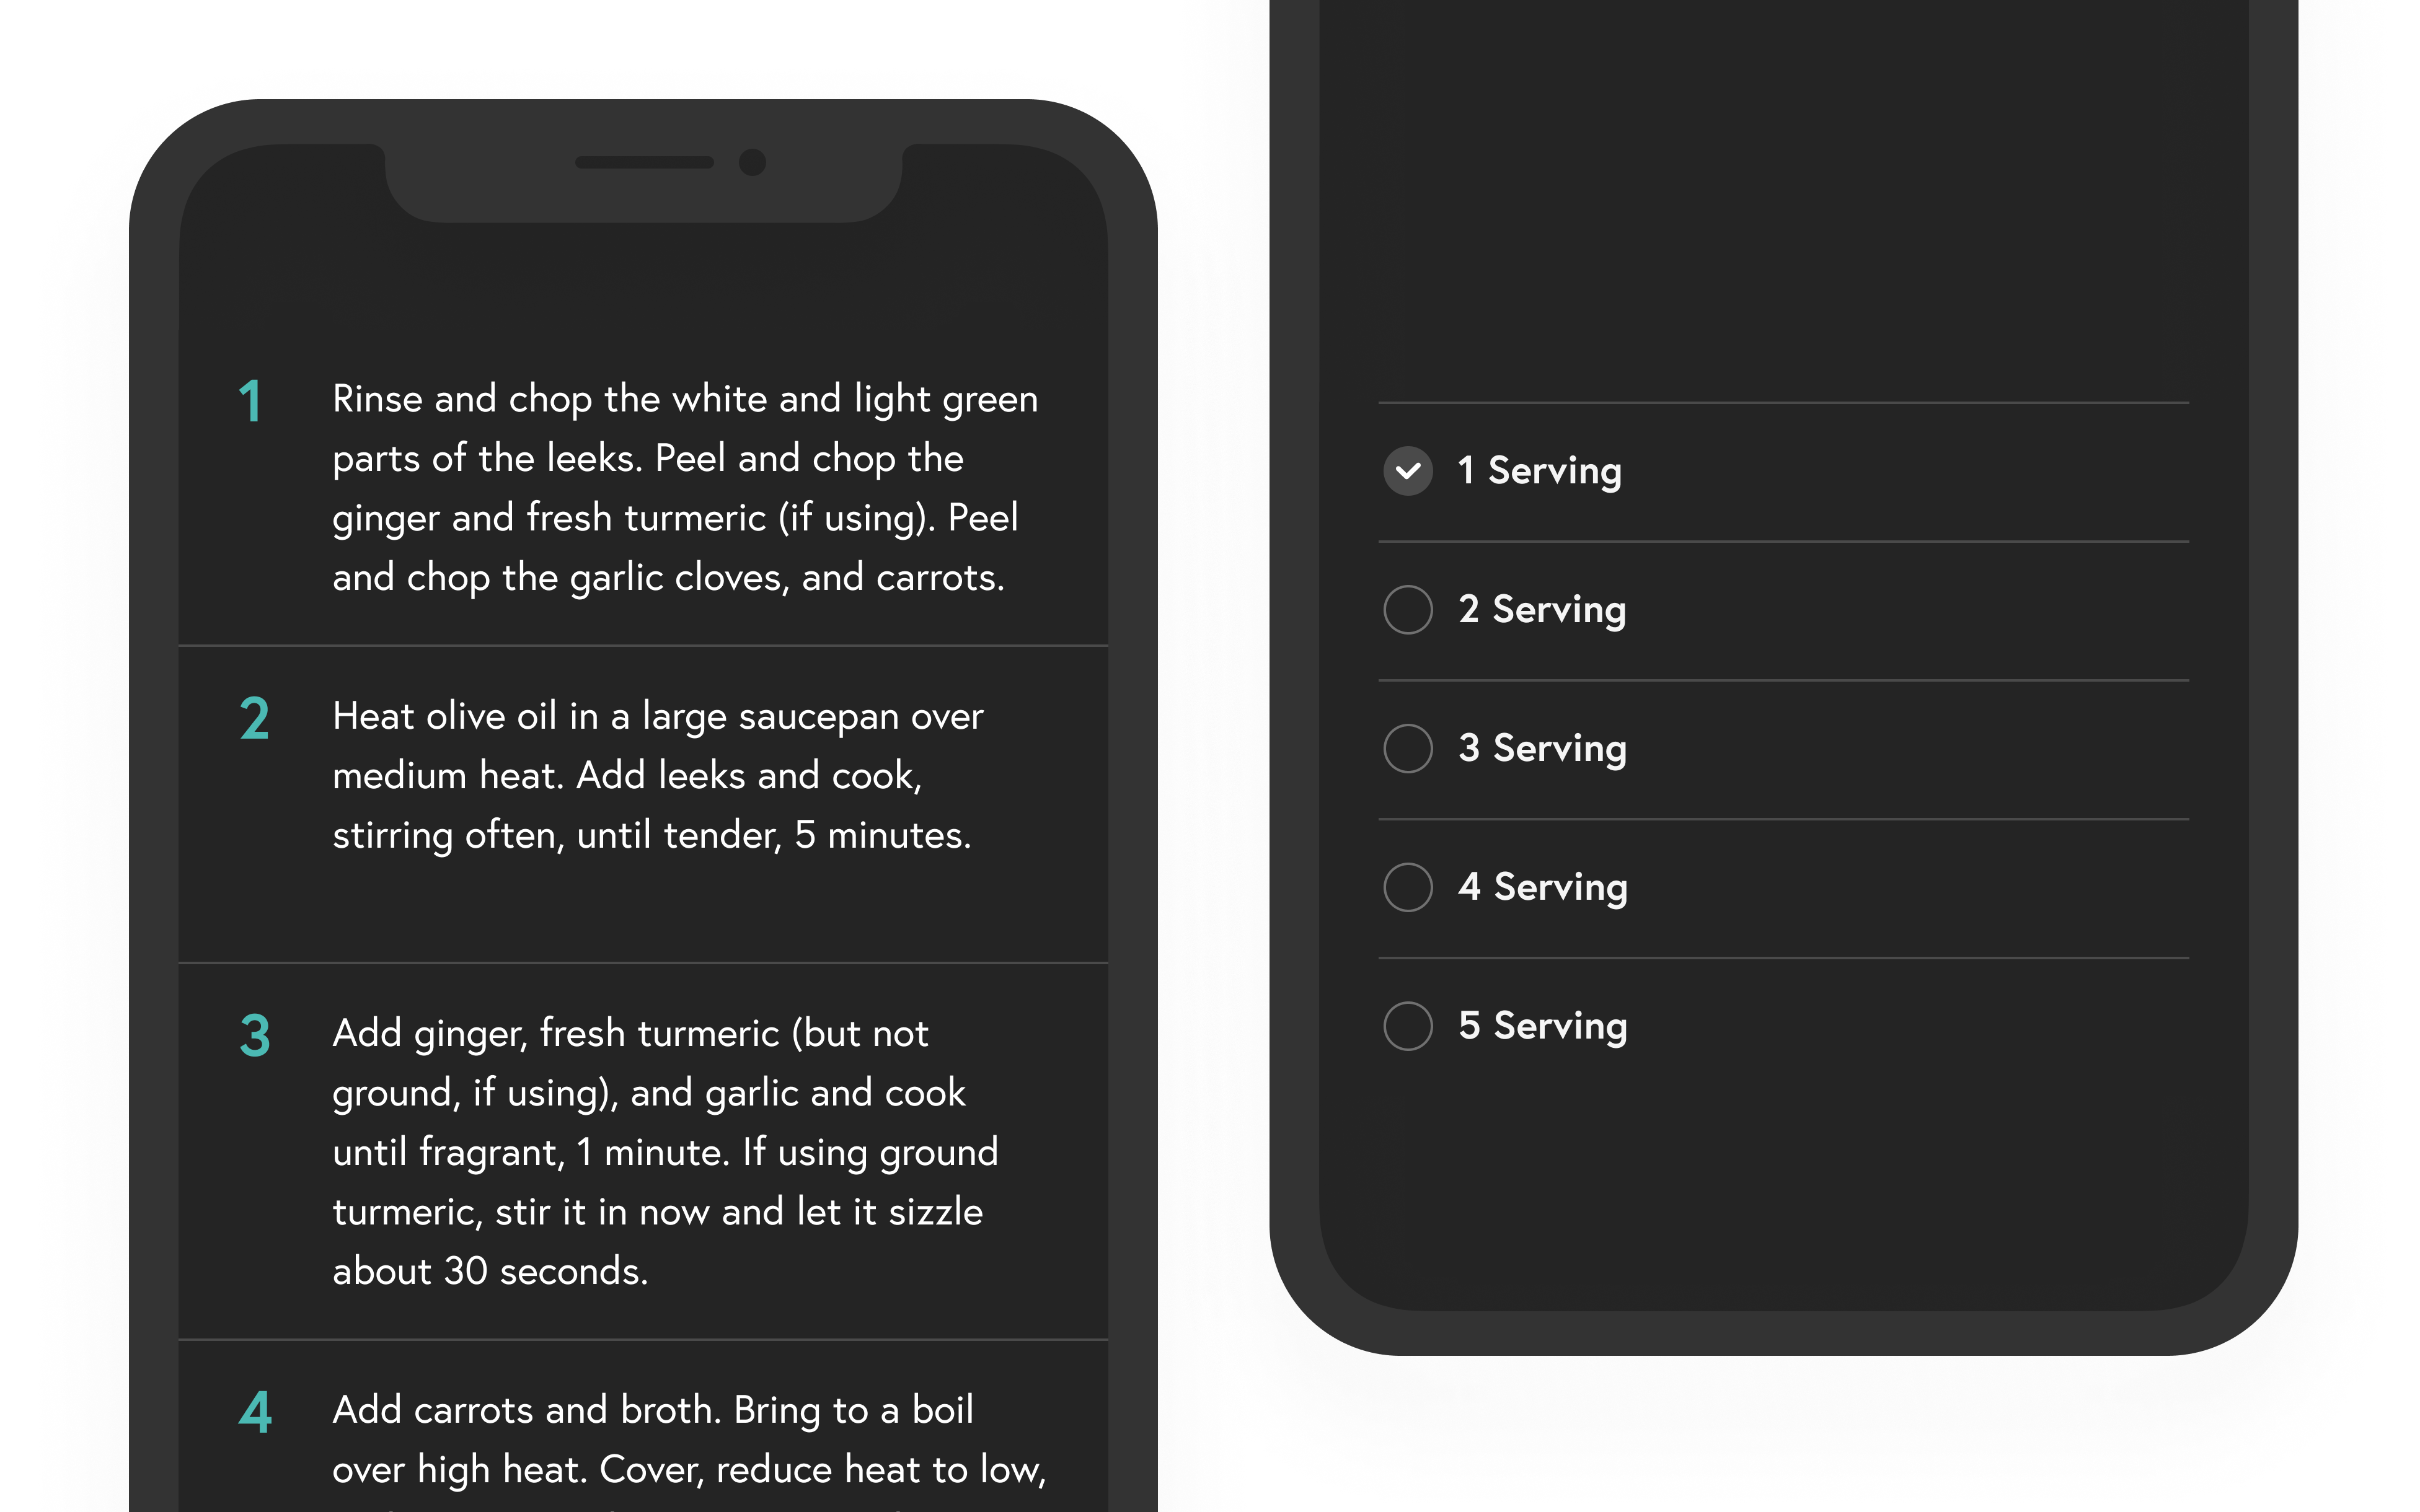 1
Rinse and chop the white and light green
parts of the leeks. Peel and chop the
ginger and fresh turmeric (if using). Peel
and chop the garlic cloves, and carrots.
2
Heat olive oil in a large saucepan over
medium heat. Add leeks and cook,
stirring often, until tender, 5 minutes.
3
Add ginger, fresh turmeric (but not
ground, if using), and garlic and cook
until fragrant, 1 minute. If using ground
turmeric, stir it in now and let it sizzle
about 30 seconds.
4
Add carrots and broth. Bring to a boil
over high heat. Cover, reduce heat to low,
1 Serving
2 Serving
3 Serving
4 Serving
5 Serving